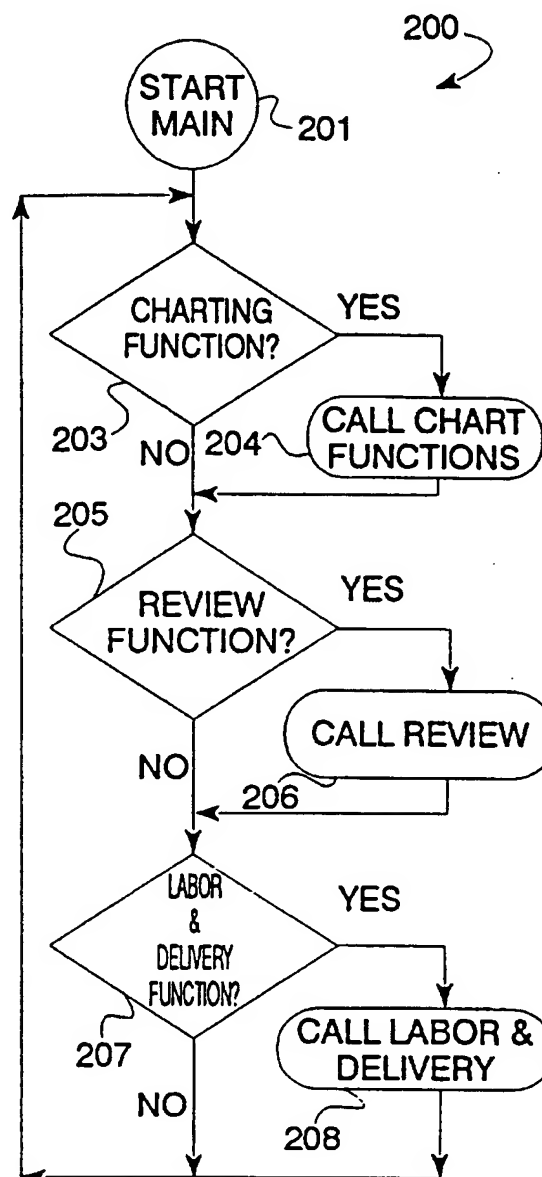 200
START
MAIN
201
CHARTING
FUNCTION?
YES
203
NO
204
CALL CHART
FUNCTIONS
205
REVIEW
FUNCTION?
YES
CALL REVIEW
NO
206
LABOR
&
DELIVERY
FUNCTION?
YES
207
CALL LABOR &
DELIVERY
NO
208